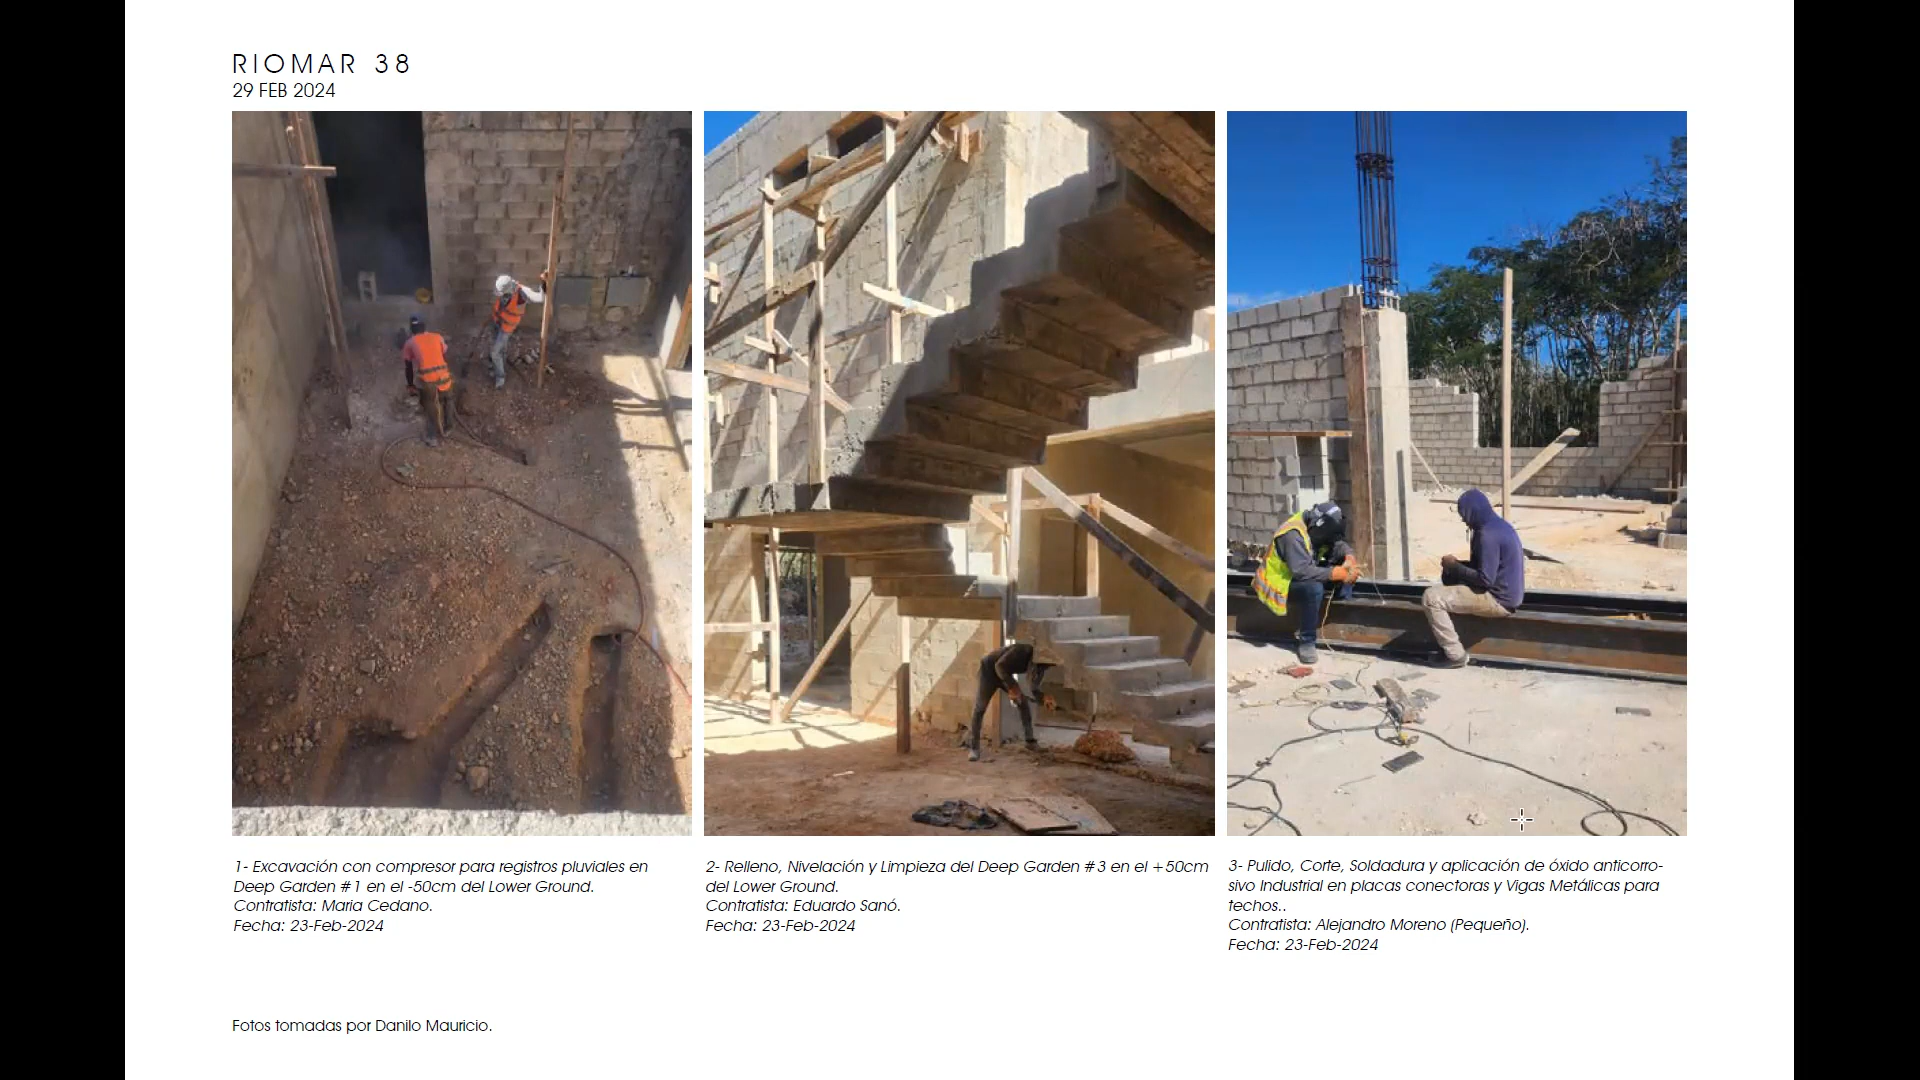 RIOMAR 38
29 FEB 2024
1- Excavación con compresor para registros pluviales en
Deep Garden #1 en el -50cm del Lower Ground.
Contratista: Maria Cedano.
Fecha: 23-Feb-2024
2- Relleno, Nivelación y Limpieza del Deep Garden #3 en el +50cm
del Lower Ground.
Contratista: Eduardo Sanó.
Fecha: 23-Feb-2024
3- Pulido, Corte, Soldadura y aplicación de óxido anticorro-
sivo Industrial en placas conectoras y Vigas Metálicas para
techos..
Contratista: Alejandro Moreno (Pequeño).
Fecha: 23-Feb-2024
Fotos tomadas por Danilo Mauricio.